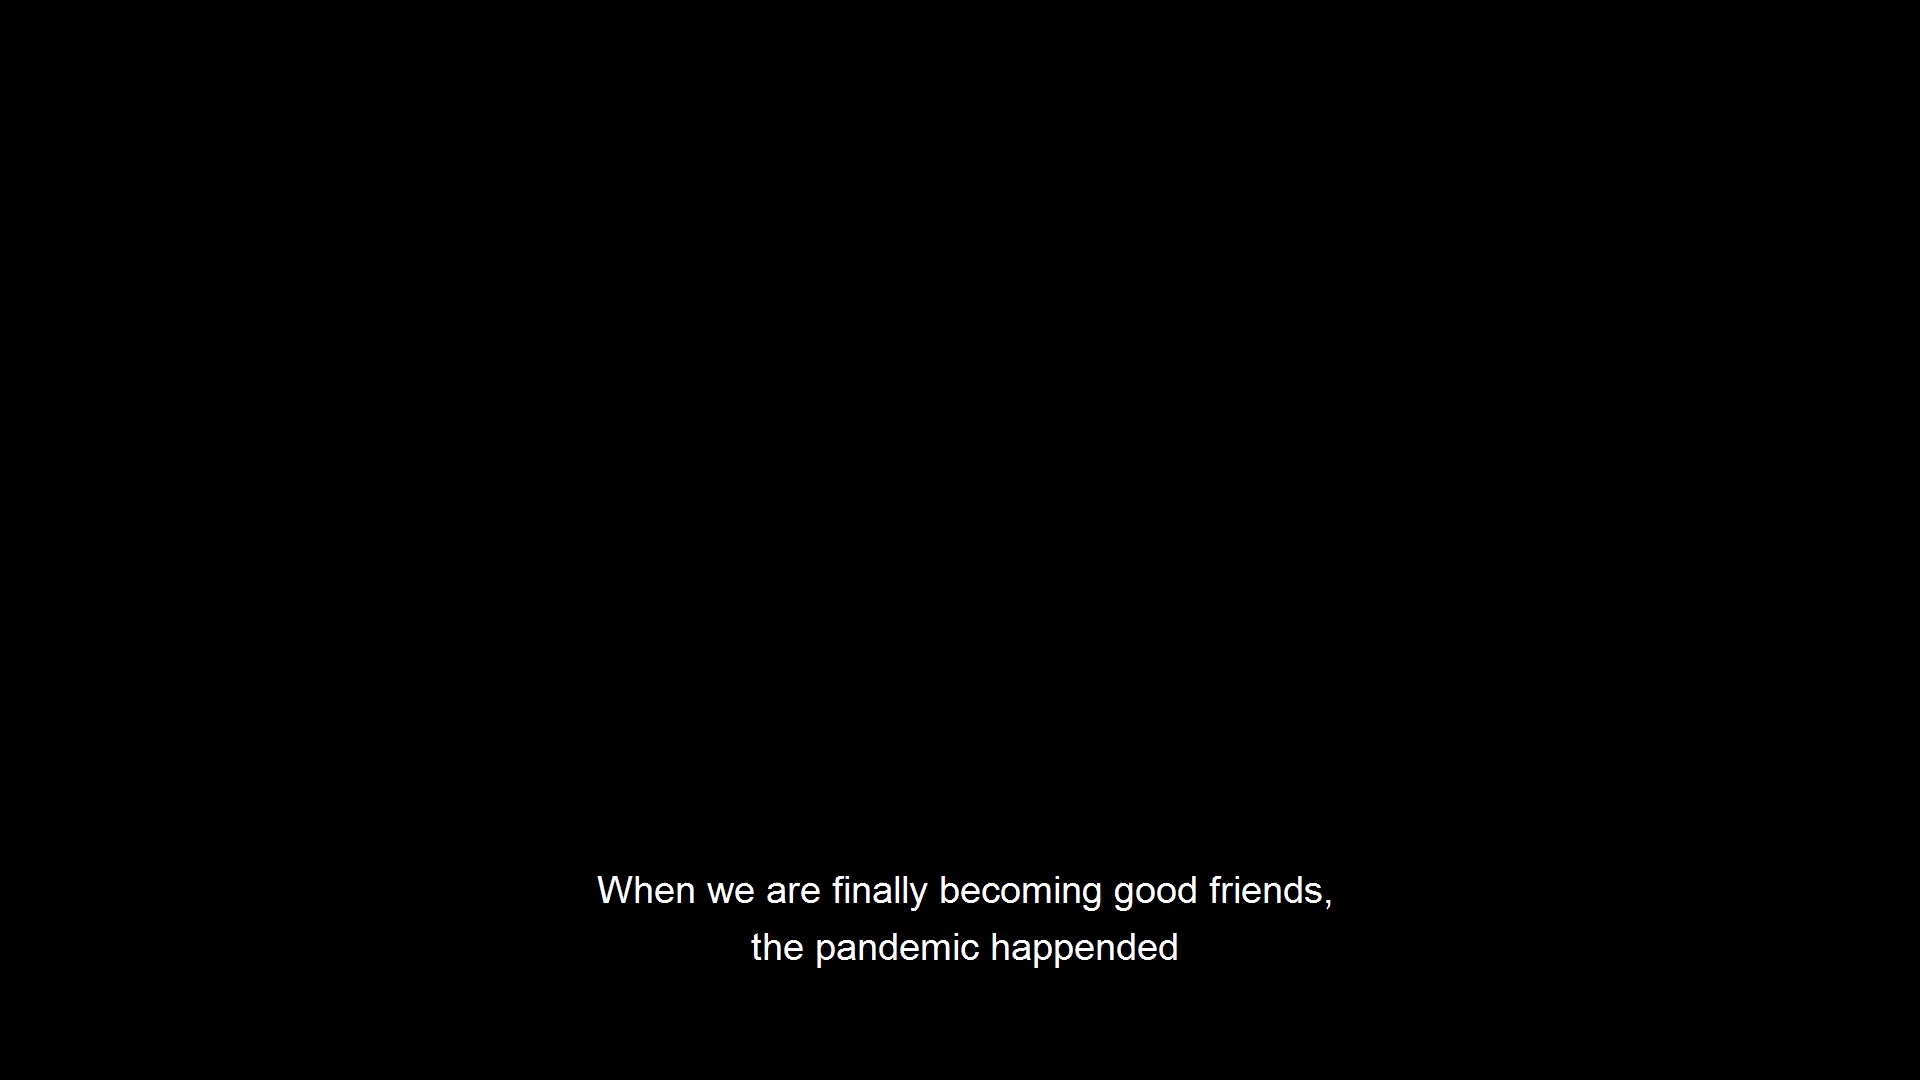 When we are finally becoming good friends,
the pandemic happended